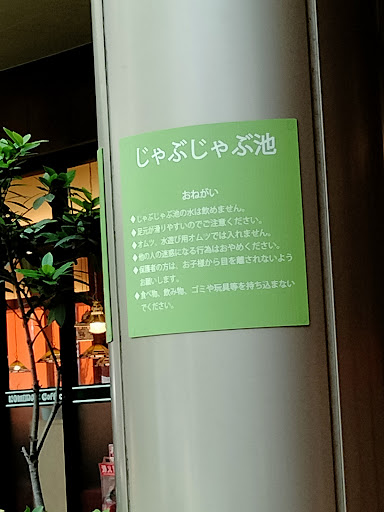 じゃぶじゃぶ池
おねがい
◆じゃぶじゃぶ池の水は飲めません。
◆足元が滑りやすいのでご注意ください。
◆オムツ、水遊び用オムツでは入れません。
◆他の人の迷惑になる行為はおやめください。
◆保護者の方は、お子様から目を離されないよう
お願いします。
◆食べ物、飲み物、ゴミや玩具等を持ち込まない
でください。
KOMEDA'S Coffee